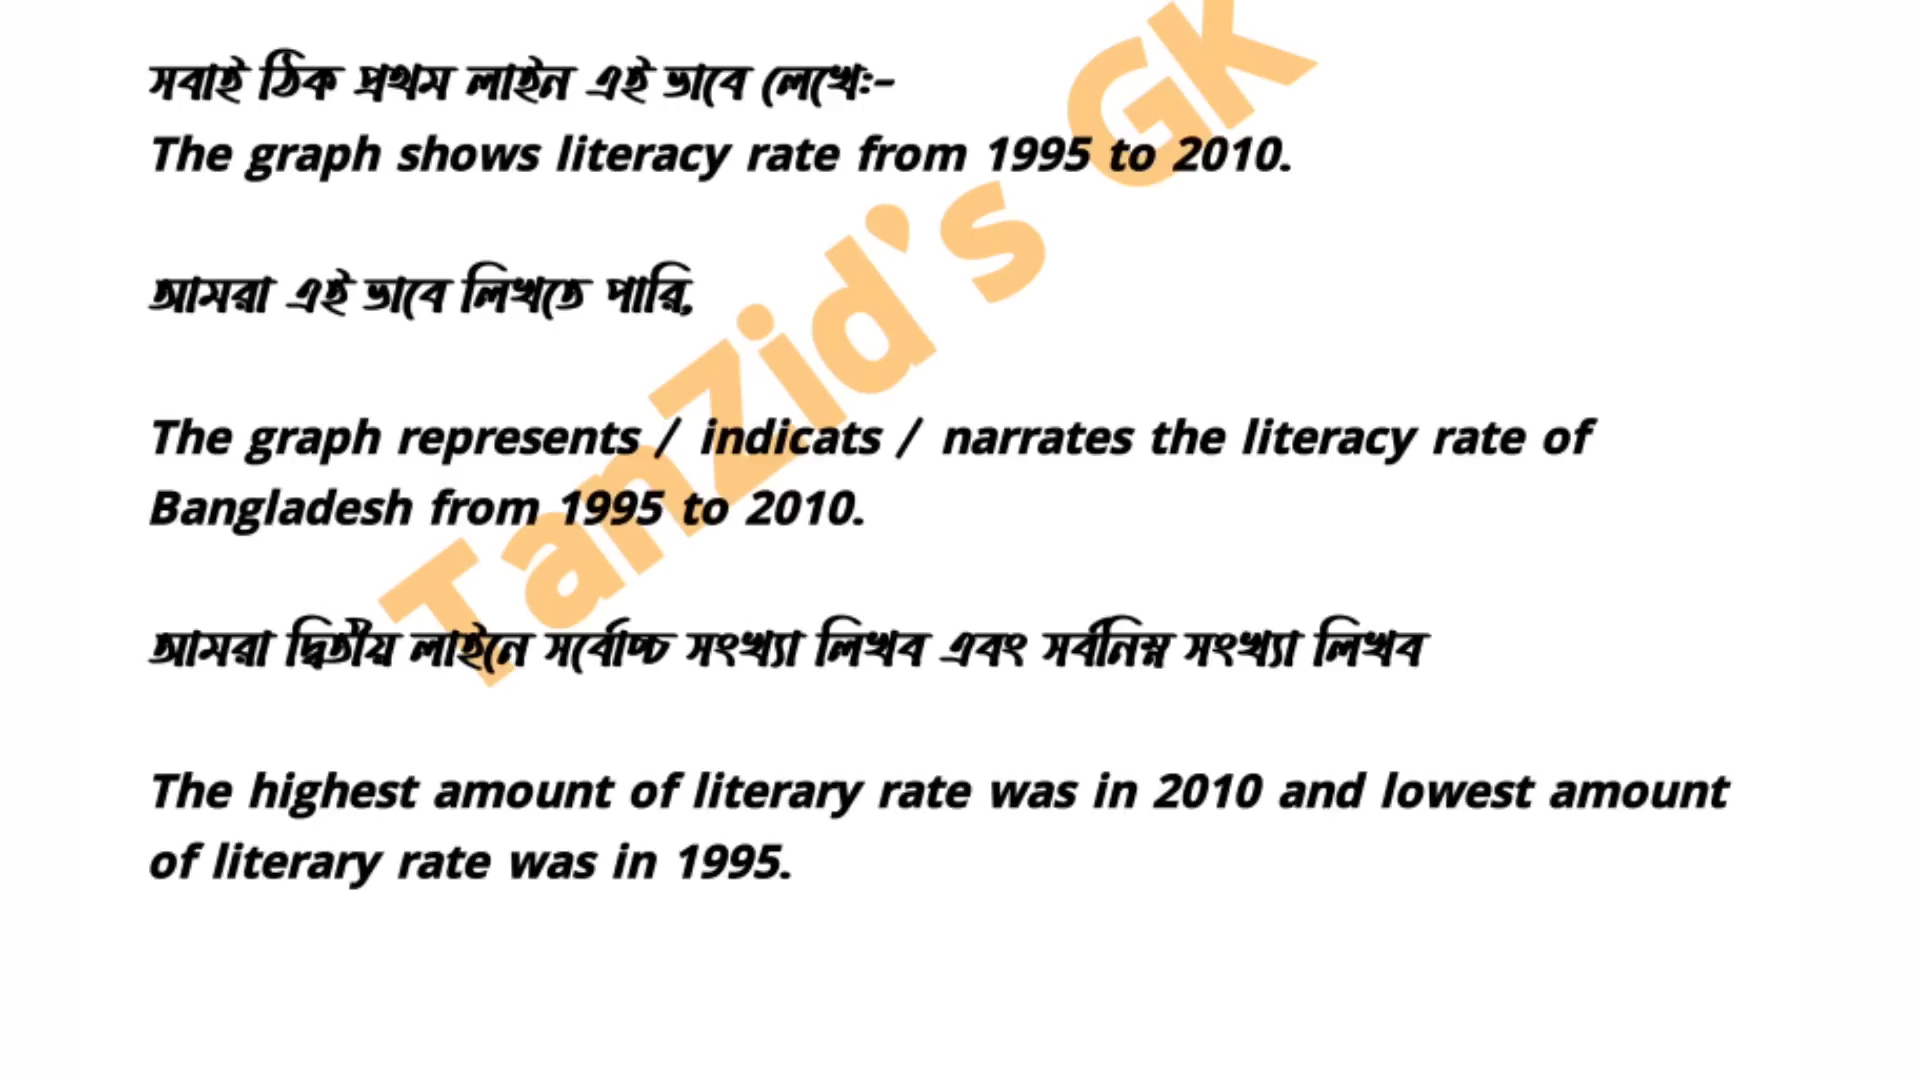 সবাই ঠিক প্রথম লাইন এই ভাবে লেখেঃ-
The graph shows literacy rate from 1995 to 2010.
আমরা এই ভাবে লিখতে পারি,
The graph represents / indicats / narrates the literacy rate of
Bangladesh from 1995 to 2010.
আমরা দ্বিতীয় লাইনে সর্বোচ্চ সংখ্যা লিখব এবং সর্বনিম্ন সংখ্যা লিখব
The highest amount of literary rate was in 2010 and lowest amount
of literary rate was in 1995.
TanZid's GK